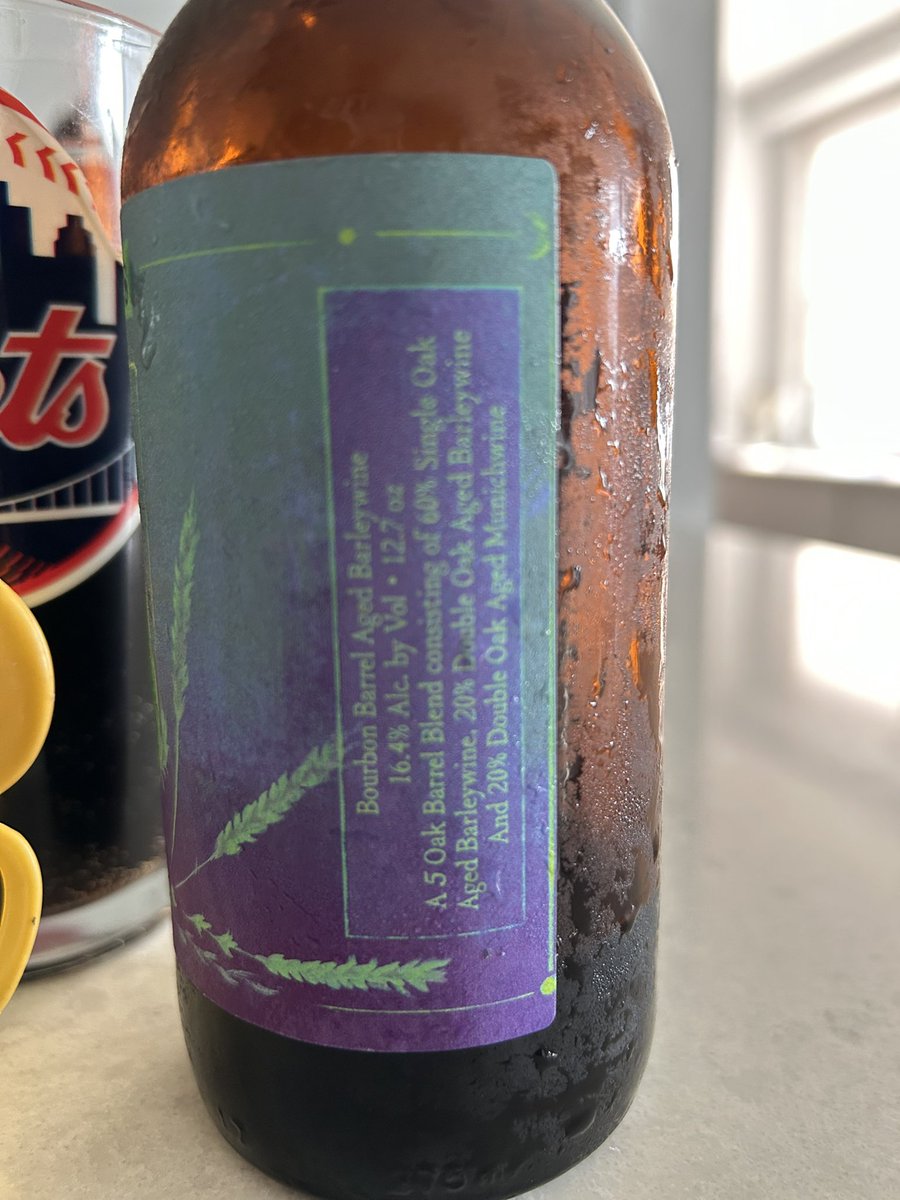 ts
Bourbon Barrel Aged Barleywine
16.4% Alc. by Vol • 12.7 oz
A 5 Oak Barrel Blend consisting of 60% Single Oak
Aged Barleywine, 20% Double Oak Aged Barleywine
And 20% Double Oak Aged Munichwine